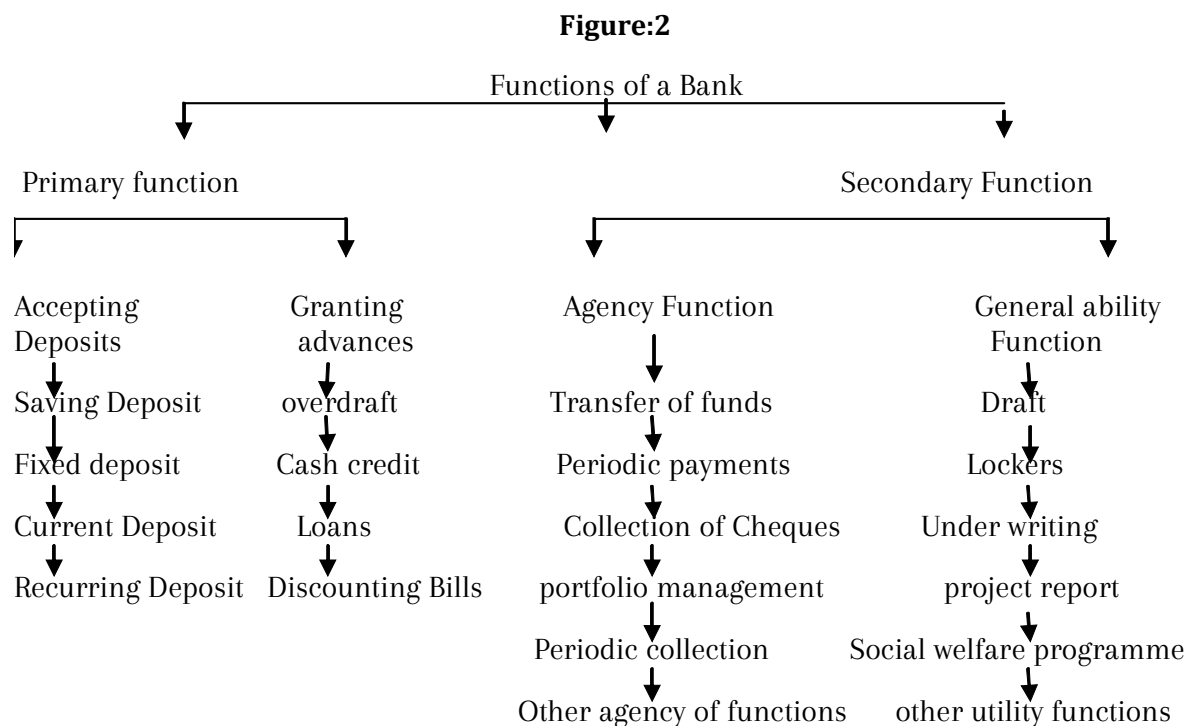 Figure:2
Functions of a Bank
Primary function
Secondary Function
Accepting
Deposits
Granting
advances
Agency Function
General ability
Function
Saving Deposit
overdraft
Transfer of funds
Draft
Fixed deposit
Cash credit
Periodic payments
Lockers
Current Deposit
Loans
Collection of Cheques
Under writing
Recurring Deposit
Discounting Bills
portfolio management
project report
Periodic collection
Social welfare programme
Other agency of functions
other utility functions